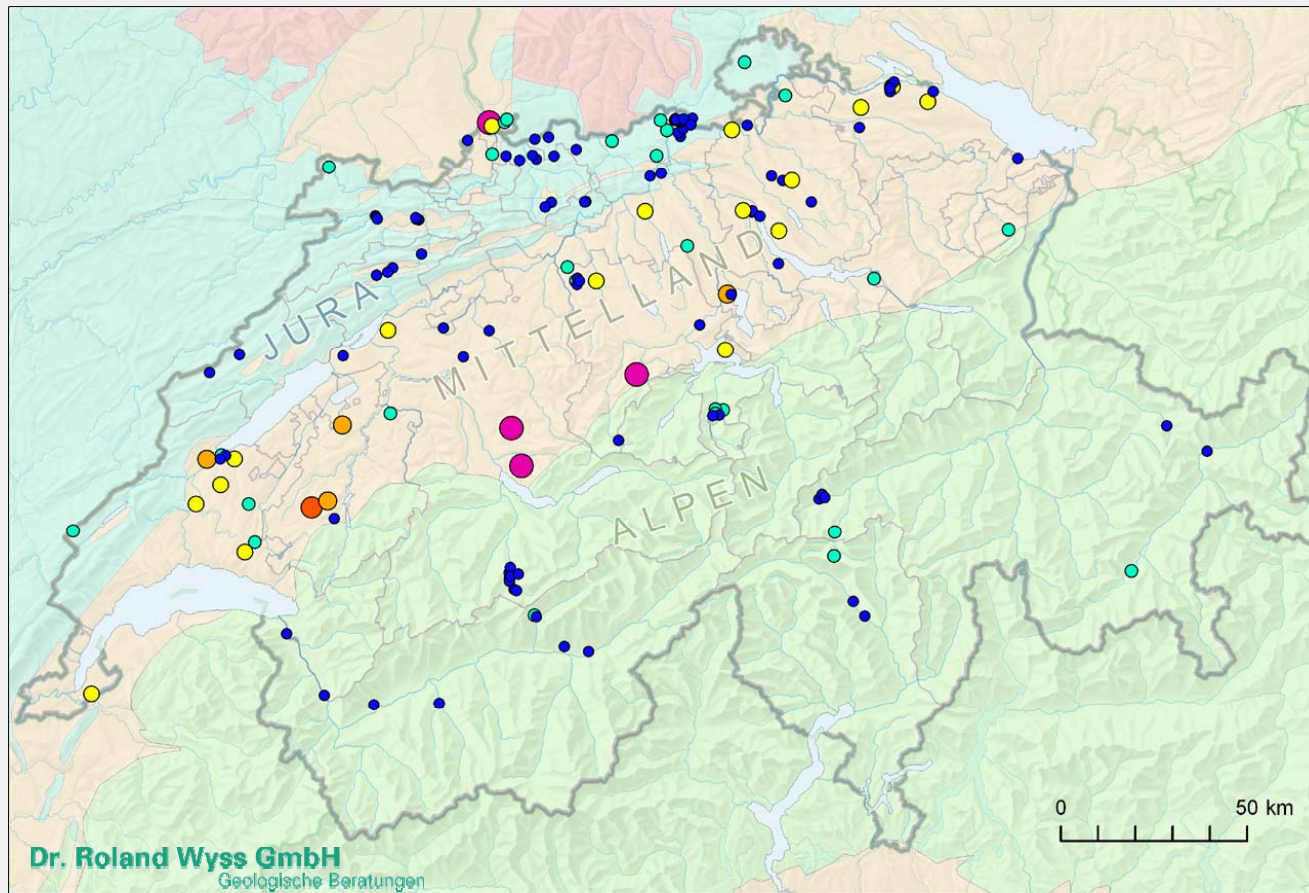 JURA
MITTELLAND
ALPEN
0 50 km
Dr. Roland Wyss GmbH
Geologische Beratungen